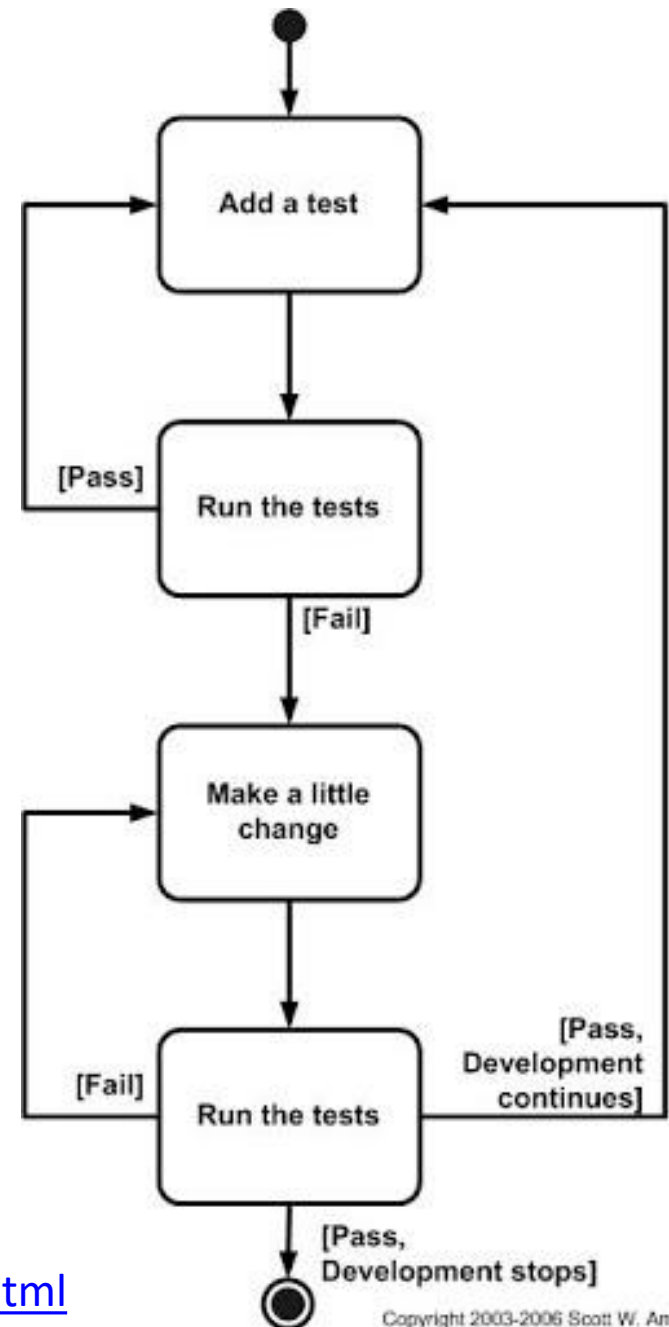 Add a test
[Pass]
Run the tests
[Fail]
Make a little
change
[Fail]
Run the tests
[Pass,
Development
continues]
[Pass,
Development stops]
tml
Copyright 2003-2006 Scott W. Am